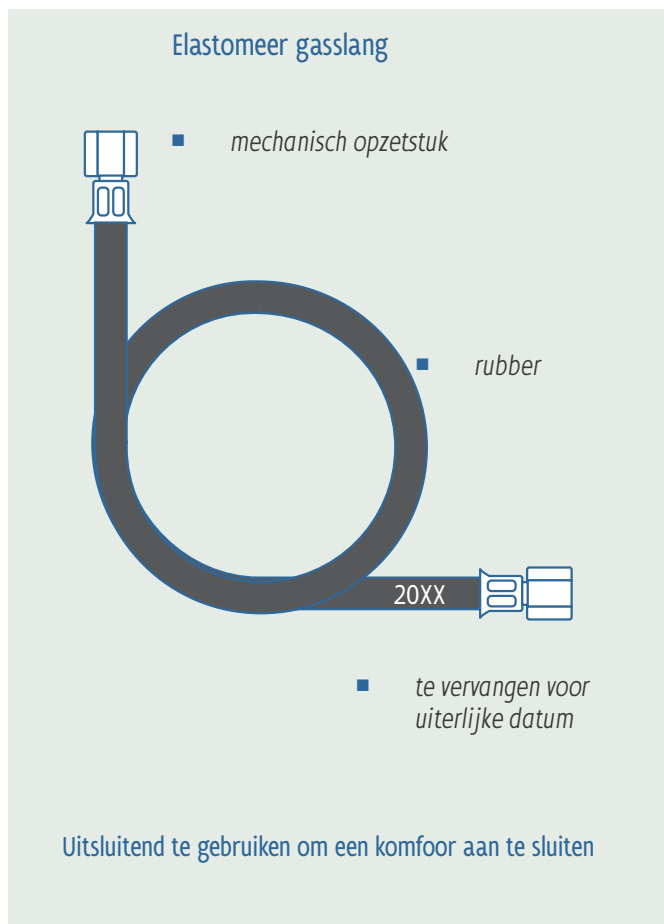 Elastomeer gasslang
mechanisch opzetstuk
rubber
20XX
te vervangen voor
uiterlijke datum
Uitsluitend te gebruiken om een komfoor aan te sluiten